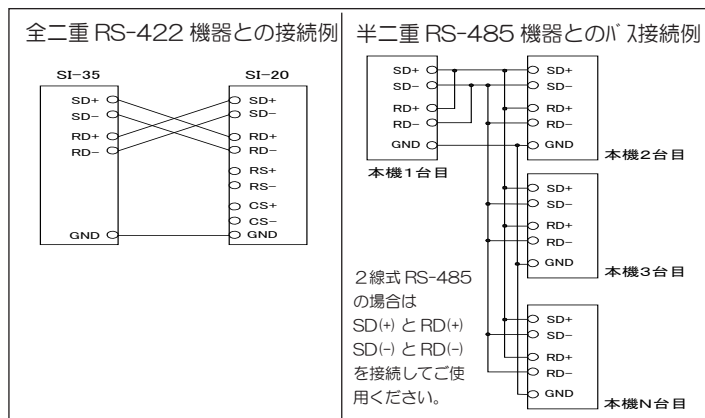 全二重 RS-422 機器との接続例
SI-35
SI-20
SD+
SD-
RD+
RD-
GND
SD+
SD-
RD+
RD-
RS+
RS-
CS+
CS-
GND
半二重 RS-485 機器とのバス接続例
SD+
SD-
RD+
RD-
GND
本機1台目
SD+
SD-
RD+
RD-
GND
本機2台目
SD+
SD-
RD+
RD-
GND
本機3台目
SD+
SD-
RD+
RD-
GND
本機N台目
2線式 RS-485
の場合は
SD(+) と RD(+)
SD(-) と RD(-)
を接続してご使
用ください。